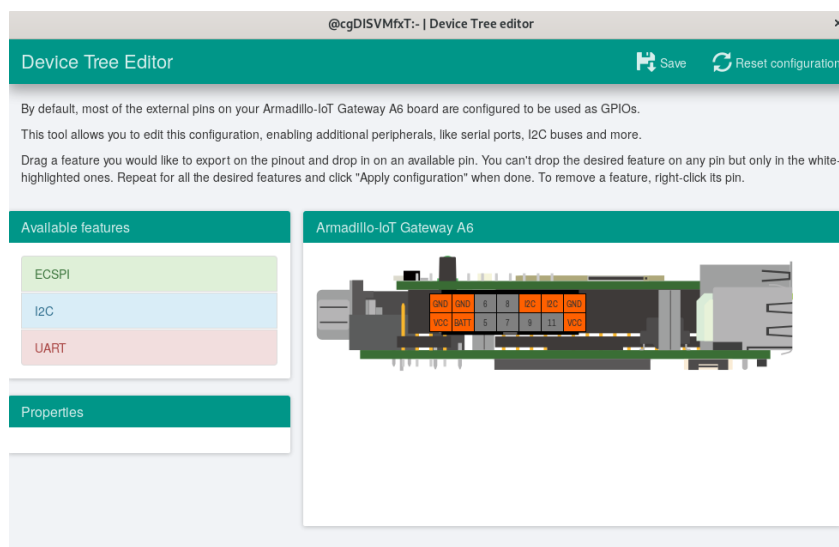 @cgDISVMfxT:~ | Device Tree editor
Device Tree Editor
Save
Reset configuration
By default, most of the external pins on your Armadillo-IoT Gateway A6 board are configured to be used as GPIOs.
This tool allows you to edit this configuration, enabling additional peripherals, like serial ports, I2C buses and more.
Drag a feature you would like to export on the pinout and drop in on an available pin. You can't drop the desired feature on any pin but only in the white-
highlighted ones. Repeat for all the desired features and click "Apply configuration" when done. To remove a feature, right-click its pin.
Available features
ECSPI
I2C
UART
Properties
Armadillo-IoT Gateway A6
GND GND 6 8 I2C I2C GND
VCC BATT 5 7 9 11 VCC